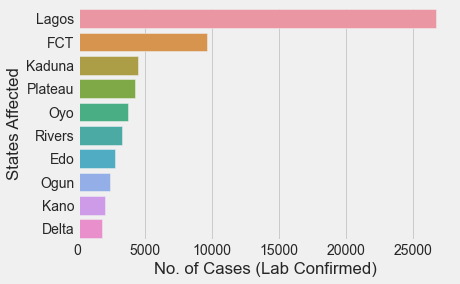 Lagos
FCT
Kaduna
Plateau
Oyo
Rivers
Edo
Ogun
Kano
Delta
States Affected
0 5000 10000 15000 20000 25000
No. of Cases (Lab Confirmed)